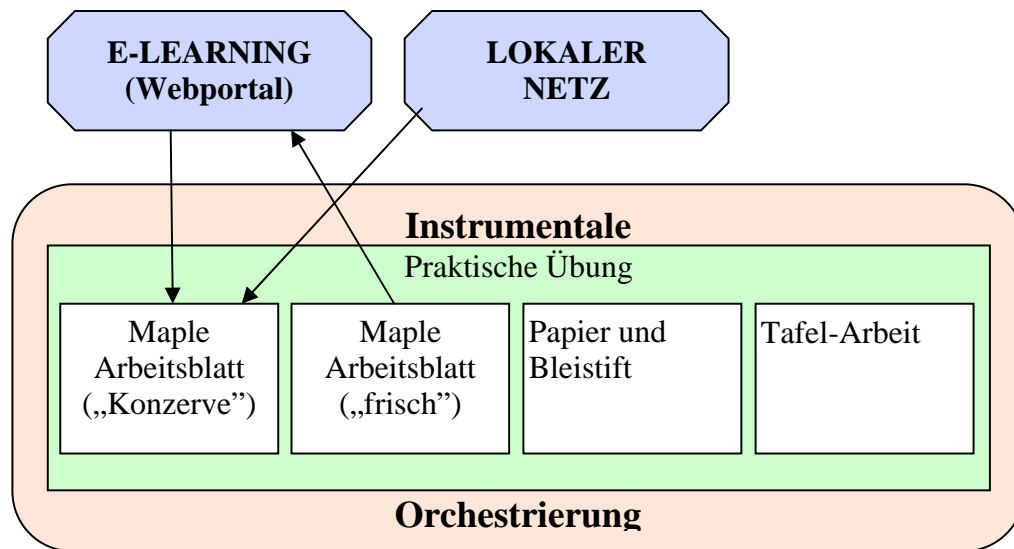 E-LEARNING
(Webportal)
LOKALER
NETZ
Instrumentale
Praktische Übung
Maple
Arbeitsblatt
(„Konzerve”)
Maple
Arbeitsblatt
(„frisch”)
Papier und
Bleistift
Tafel-Arbeit
Orchestrierung